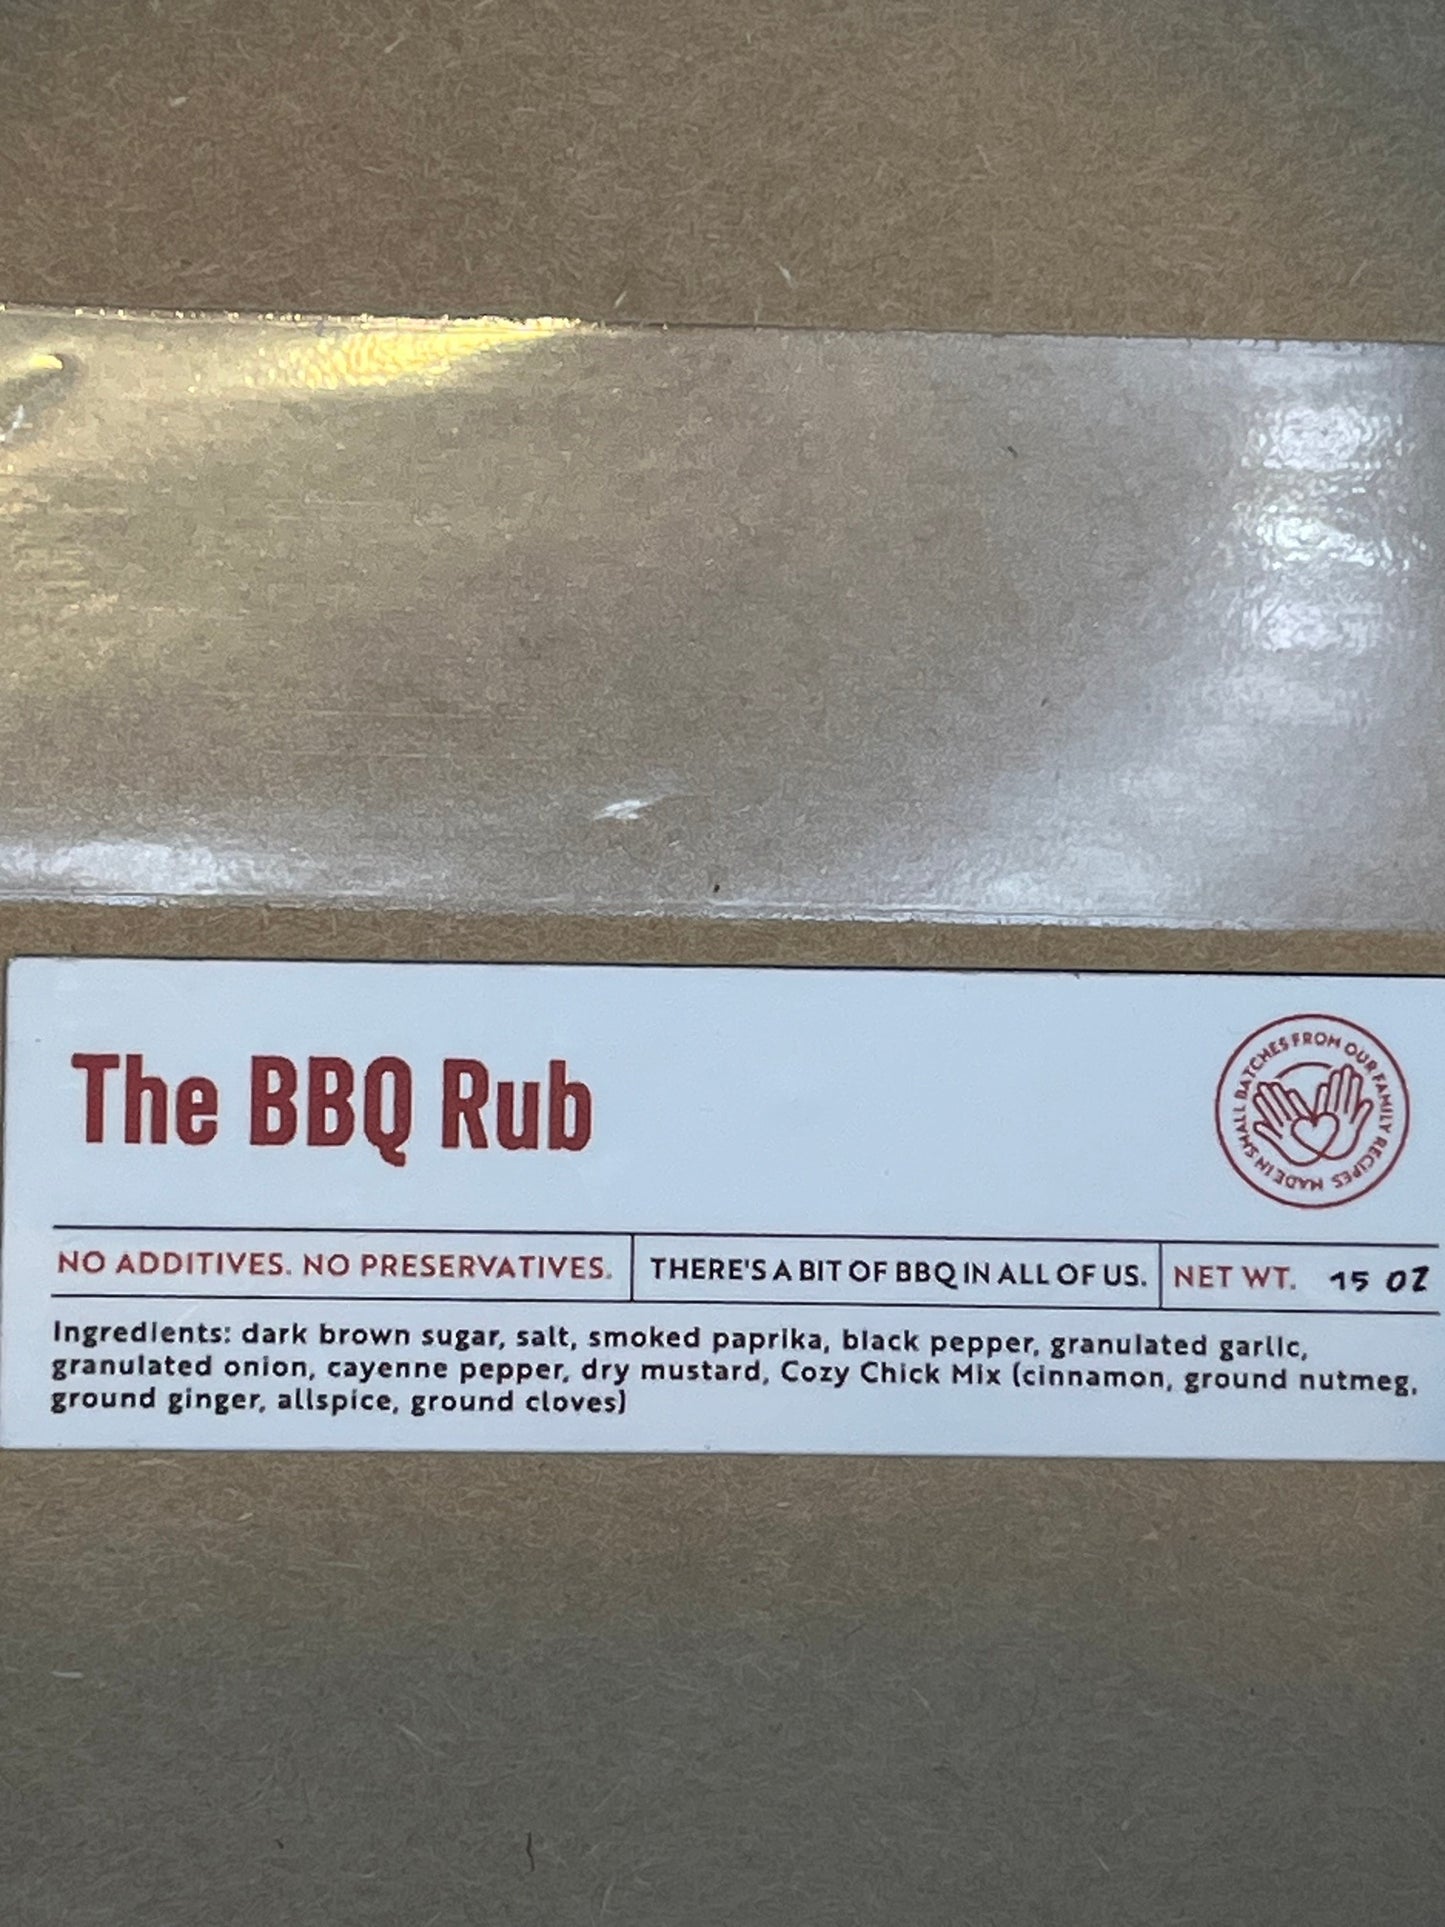 The BBQ Rub
MADE IN SMALL BATCHES FROM OUR FAMILY RECIPES
NO ADDITIVES. NO PRESERVATIVES.
THERE'S A BIT OF BBQ IN ALL OF US.
NET WT. 15 OZ
Ingredients: dark brown sugar, salt, smoked paprika, black pepper, granulated garlic,
granulated onion, cayenne pepper, dry mustard, Cozy Chick Mix (cinnamon, ground nutmeg,
ground ginger, allspice, ground cloves)